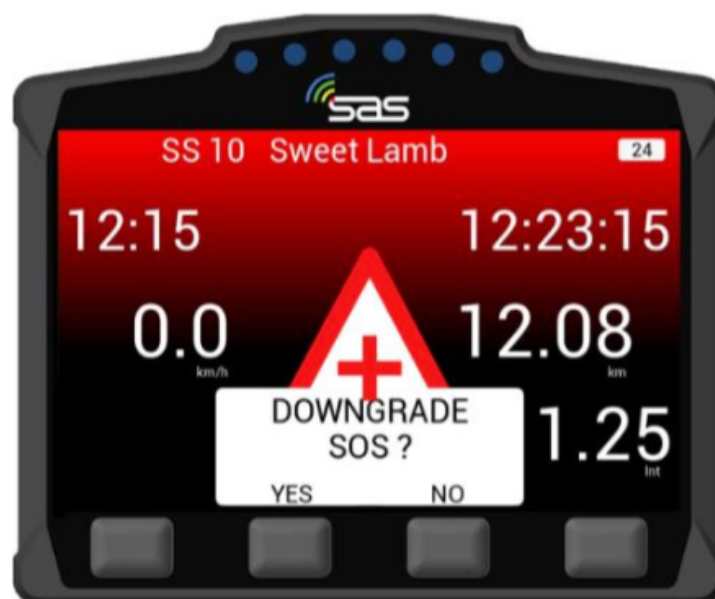 sas
SS 10 Sweet Lamb 24
12:15 12:23:15
0.0 12.08
km/h km
DOWNGRADE
SOS ?
1.25
Int
YES NO